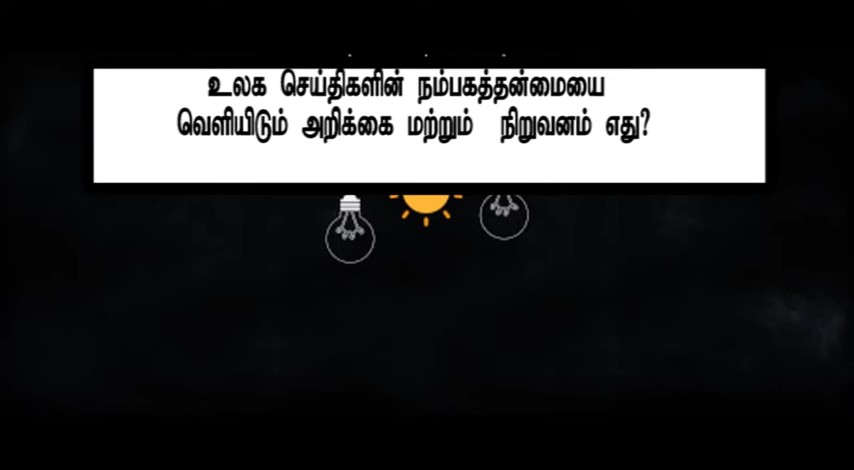 உலக செய்திகளின் நம்பகத்தன்மையை
வெளியிடும் அறிக்கை மற்றும் நிறுவனம் எது?